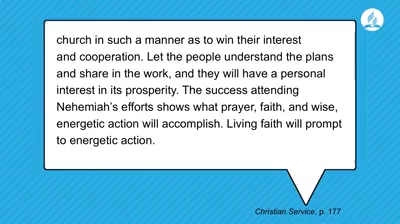 church in such a manner as to win their interest
and cooperation. Let the people understand the plans
and share in the work, and they will have a personal
interest in its prosperity. The success attending
Nehemiah's efforts shows what prayer, faith, and wise,
energetic action will accomplish. Living faith will prompt
to energetic action.
Christian Service, p. 177